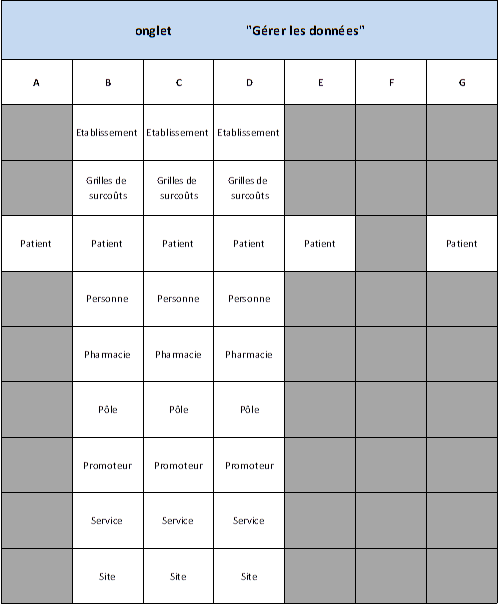 onglet "Gérer les données"
A B C D E F G
Etablissement Etablissement Etablissement
Grilles de Grilles de Grilles de
surcoûts surcoûts surcoûts
Patient Patient Patient Patient Patient Patient
Personne Personne Personne
Pharmacie Pharmacie Pharmacie
Pôle Pôle Pôle
Promoteur Promoteur Promoteur
Service Service Service
Site Site Site